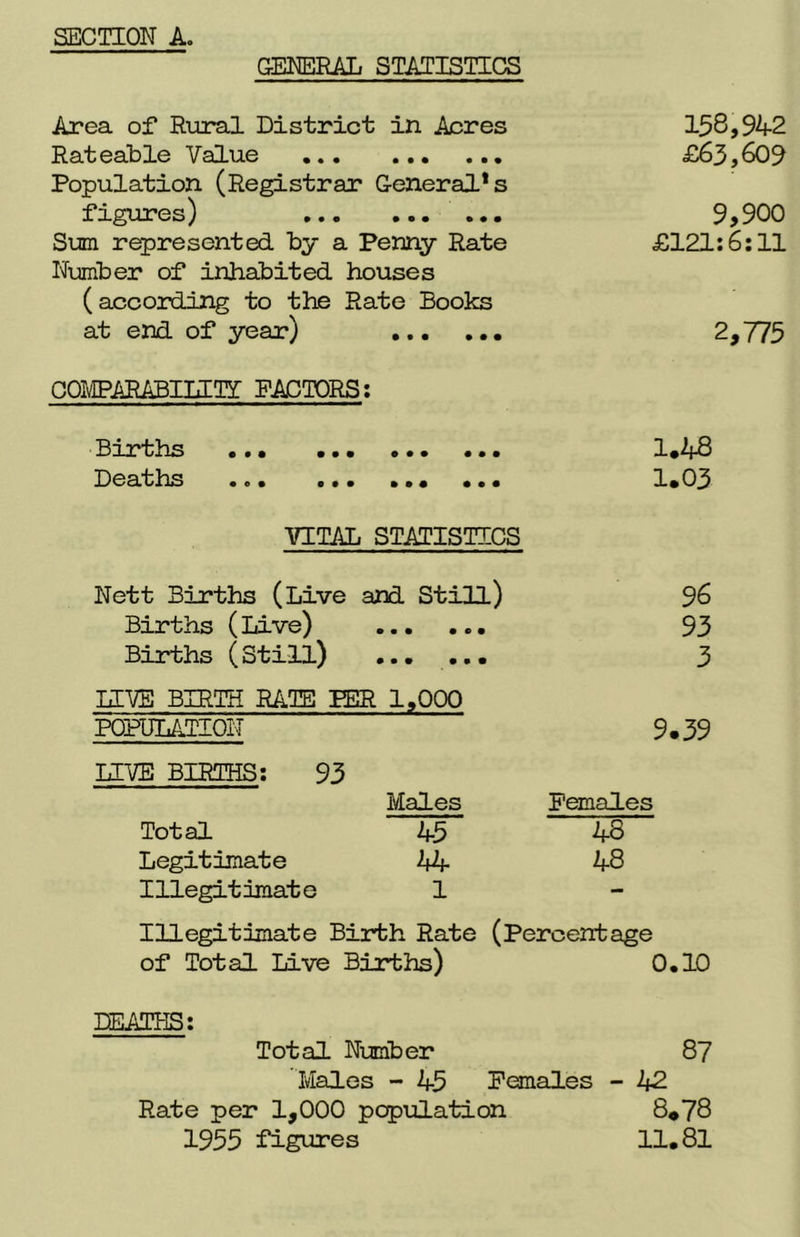 SECTION A.
GENERAL STATISTICS
Area of Rural District in Acres 158,942
Rateable Value ... ... ... £63,609
Population (Registrar General's
figures) ... ... ... 9,900
Sum represented by a Penny Rate £121:6:11
Number of inhabited houses
(according to the Rate Books
at end of year) ... ... 2,775
COMPARABILITY FACTORS:
Births ... ... ... ... 1.48
Deaths ... ... ... ... 1.03
VITAL STATISTICS
Nett Births (Live and Still) 96
Births (Live) ... ... 93
Births (Still) ... ... 3
LIVE BIRTH RATE PER 1,000
POPULATION 9.39
LIVE BIRTHS: 93
Males Females
Total 45 48
Legitimate 44 48
Illegitimate 1 -
Illegitimate Birth Rate (Percentage
of Total Live Births) 0.10
DEATHS:
Total Number 87
Males - 45 Females - 42
Rate per 1,000 population 8.78
1955 figures 11.81